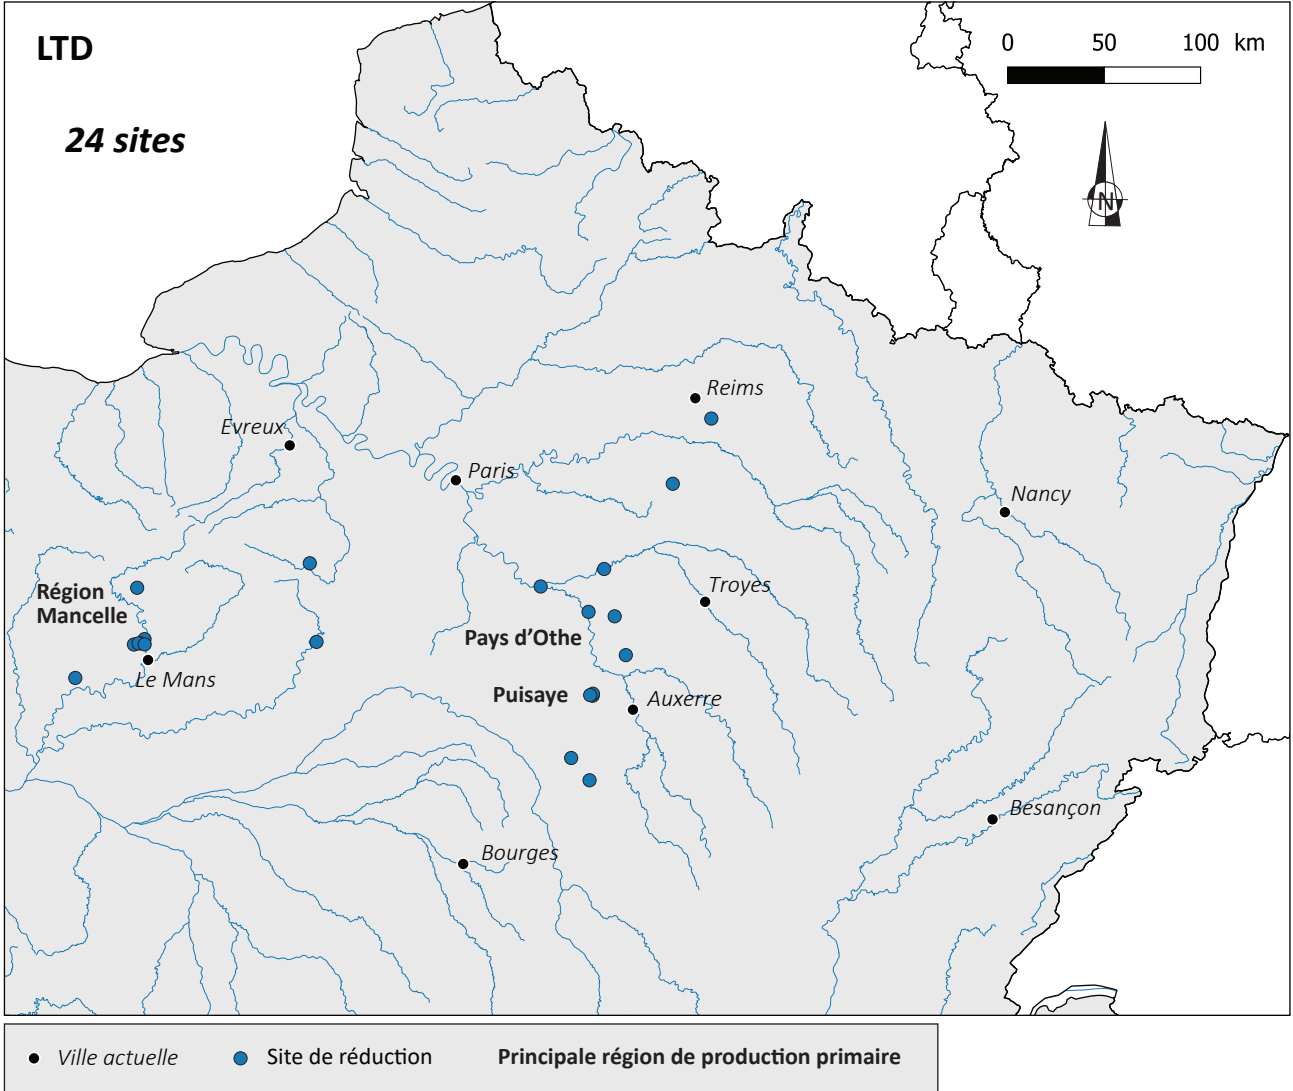 LTD
24 sites
0 50 100 km
N
Reims
Evreux
Paris
Nancy
Région
Mancelle
Troyes
Pays d’Othe
Le Mans
Puisaye
Auxerre
Besançon
Bourges
Ville actuelle
Site de réduction
Principale région de production primaire